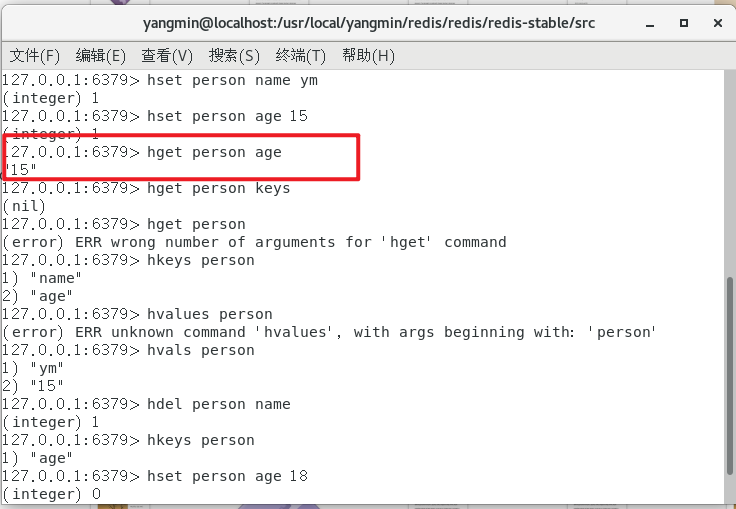 yangmin@localhost:/usr/local/yangmin/redis/redis/redis-stable/src
文件(F) 编辑(E) 查看(V) 搜索(S) 终端(T) 帮助(H)
127.0.0.1:6379> hset person name ym
(integer) 1
127.0.0.1:6379> hset person age 15
(integer) 1
127.0.0.1:6379> hget person age
"15"
127.0.0.1:6379> hget person keys
(nil)
127.0.0.1:6379> hget person
(error) ERR wrong number of arguments for 'hget' command
127.0.0.1:6379> hkeys person
1) "name"
2) "age"
127.0.0.1:6379> hvalues person
(error) ERR unknown command 'hvalues', with args beginning with: 'person'
127.0.0.1:6379> hvals person
1) "ym"
2) "15"
127.0.0.1:6379> hdel person name
(integer) 1
127.0.0.1:6379> hkeys person
1) "age"
127.0.0.1:6379> hset person age 18
(integer) 0